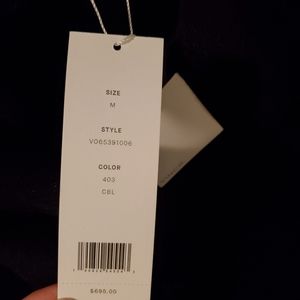 SIZE
M
STYLE
V065391006
COLOR
403
CBL
$695.00